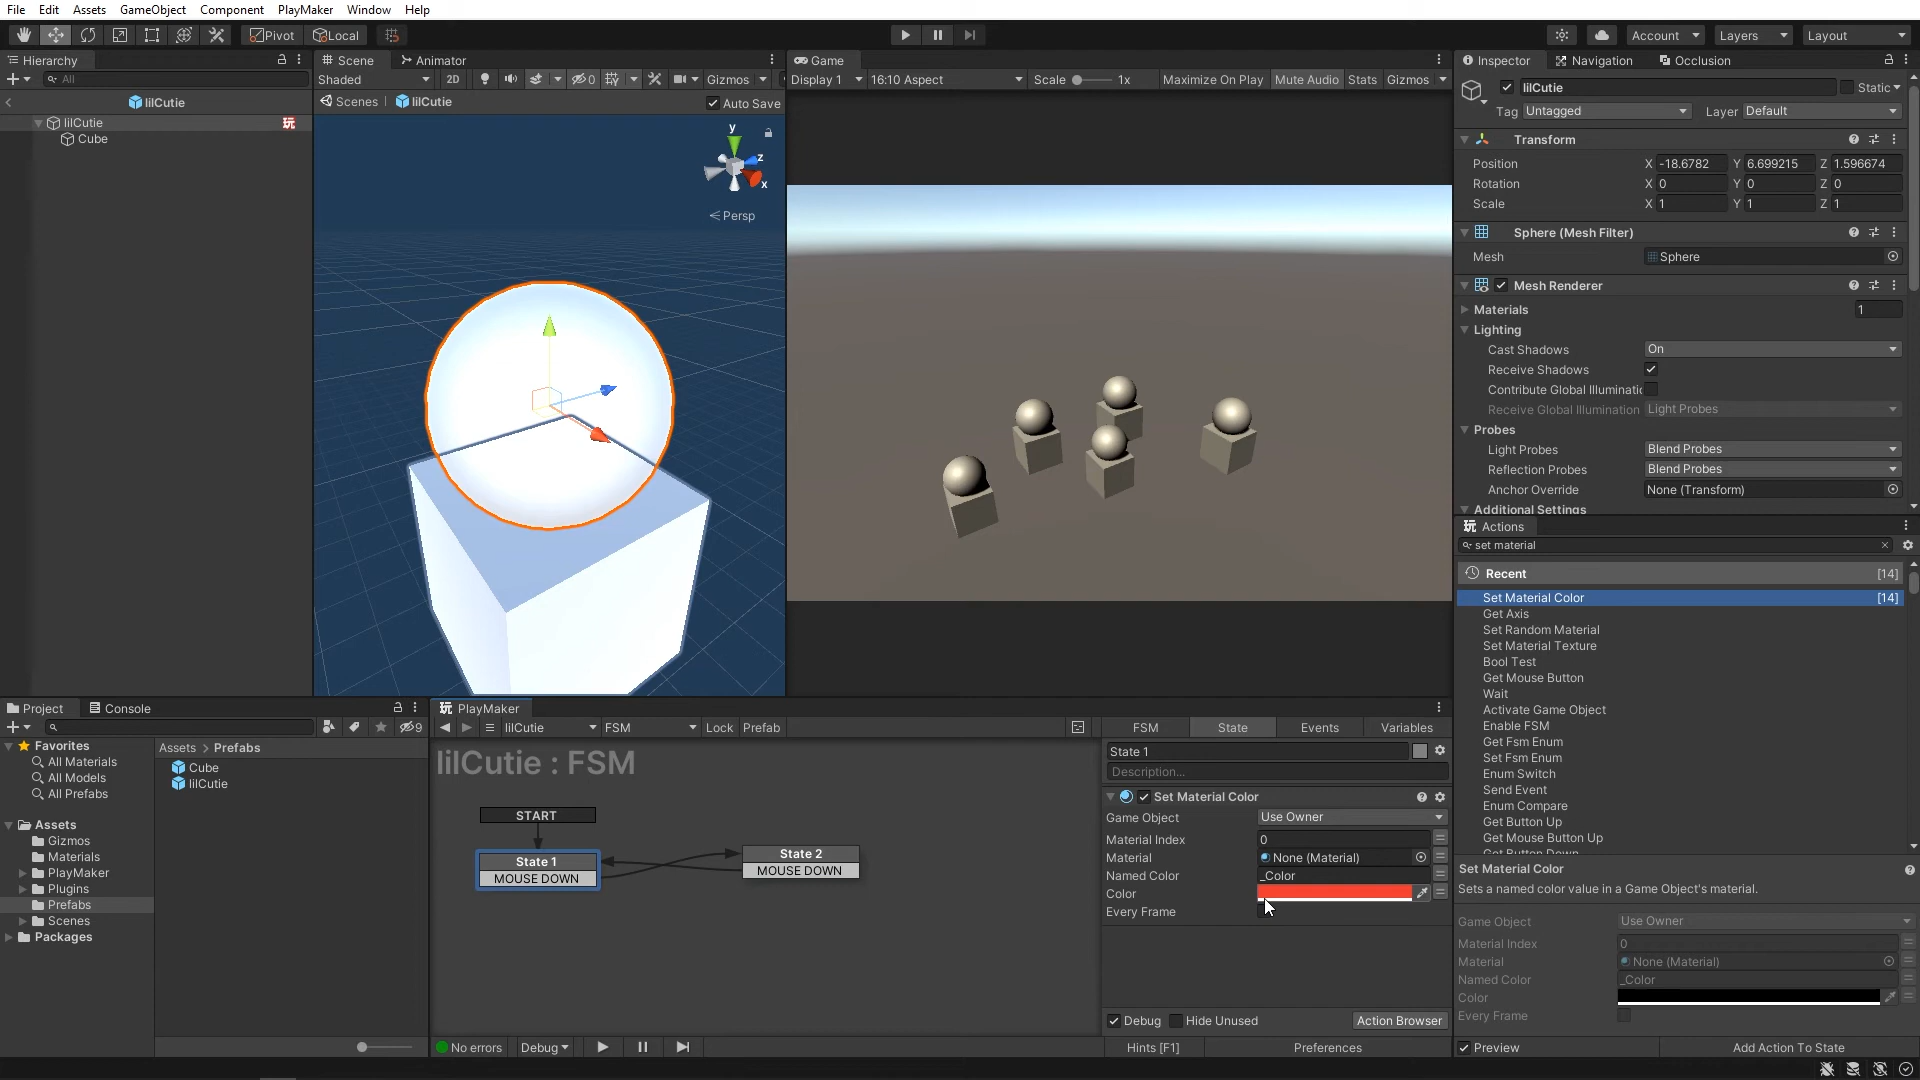 File Edit Assets GameObject Component PlayMaker Window Help
Pivot Local Account Layers Layout
Hierarchy
All
lilCutie
lilCutie
Cube
Scene Animator
Shaded 2D 0 Gizmos
Scenes lilCutie Auto Save
y
z
x
Persp
Game
Display 1 16:10 Aspect Scale 1x Maximize On Play Mute Audio Stats Gizmos
Inspector Navigation Occlusion
lilCutie Static
Tag Untagged Layer Default
Transform
Position X -18.6782 Y 6.699215 Z 1.596674
Rotation X 0 Y 0 Z 0
Scale X 1 Y 1 Z 1
Sphere (Mesh Filter)
Mesh Sphere
Mesh Renderer
Materials 1
Lighting
Cast Shadows On
Receive Shadows
Contribute Global Illuminatic
Receive Global Illumination Light Probes
Probes
Light Probes Blend Probes
Reflection Probes Blend Probes
Anchor Override None (Transform)
Additional Settings
玩 Actions
set material
Recent [14]
Set Material Color [14]
Get Axis
Set Random Material
Set Material Texture
Bool Test
Get Mouse Button
Wait
Activate Game Object
Enable FSM
Get Fsm Enum
Set Fsm Enum
Enum Switch
Send Event
Enum Compare
Get Button Up
Get Mouse Button Up
Get Button Down
Set Material Color
Sets a named color value in a Game Object's material.
Game Object Use Owner
Material Index 0
Material None (Material)
Named Color _Color
Color
Every Frame
Preview Add Action To State
Project Console
9
Favorites
All Materials
All Models
All Prefabs
Assets
Gizmos
Materials
PlayMaker
Plugins
Prefabs
Scenes
Packages
Assets > Prefabs
Cube
lilCutie
玩 PlayMaker
lilCutie FSM Lock Prefab
lilCutie : FSM
START
State 1
MOUSE DOWN
State 2
MOUSE DOWN
No errors Debug
FSM State Events Variables
State 1
Description...
Set Material Color
Game Object Use Owner
Material Index 0
Material None (Material)
Named Color _Color
Color
Every Frame
Debug Hide Unused Action Browser
Hints [F1] Preferences